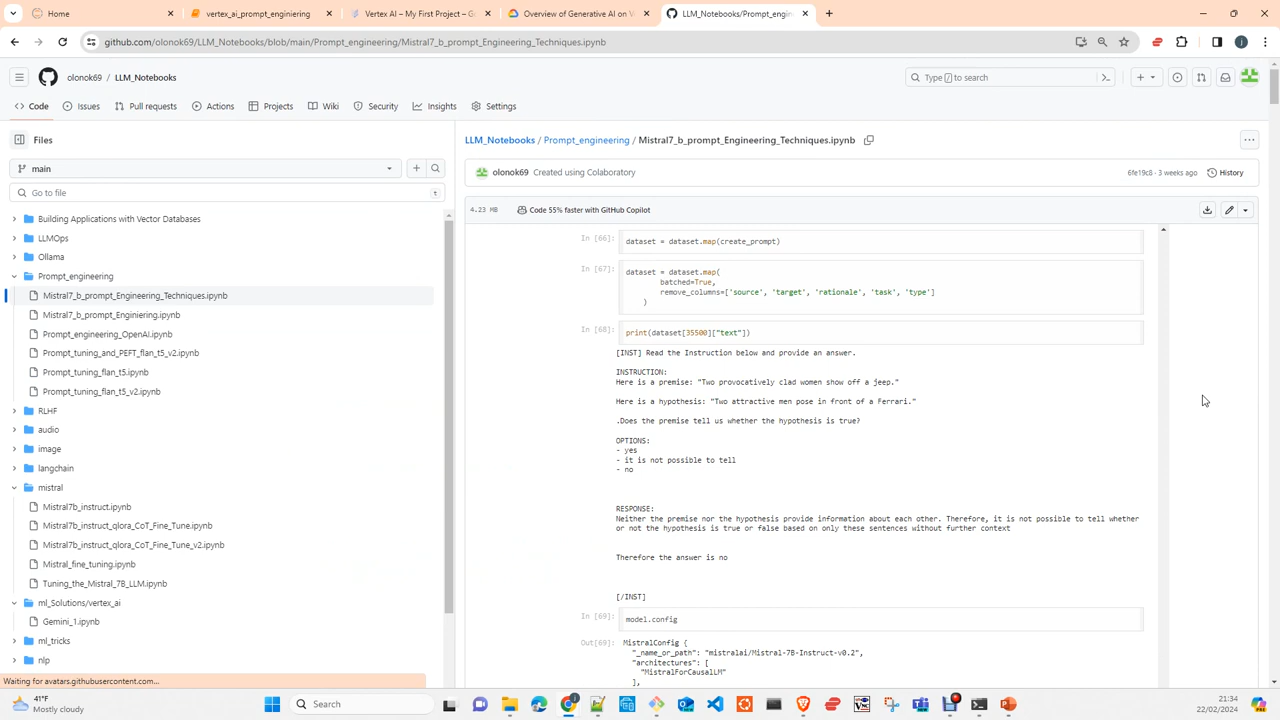 Home
vertex_ai_prompt_enginiering
Vertex AI – My First Project – G
Overview of Generative AI on V
LLM_Notebooks/Prompt_engine
github.com/olonok69/LLM_Notebooks/blob/main/Prompt_engineering/Mistral7_b_prompt_Engineering_Techniques.ipynb
olonok69 / LLM_Notebooks
Type / to search
Code
Issues
Pull requests
Actions
Projects
Wiki
Security
Insights
Settings
Files
main
Go to file
t
Building Applications with Vector Databases
LLMOps
Ollama
Prompt_engineering
Mistral7_b_prompt_Engineering_Techniques.ipynb
Mistral7_b_prompt_Enginiering.ipynb
Prompt_engineering_OpenAI.ipynb
Prompt_tuning_and_PEFT_flan_t5_v2.ipynb
Prompt_tuning_flan_t5.ipynb
Prompt_tuning_flan_t5_v2.ipynb
RLHF
audio
image
langchain
mistral
Mistral7b_instruct.ipynb
Mistral7b_instruct_qlora_CoT_Fine_Tune.ipynb
Mistral7b_instruct_qlora_CoT_Fine_Tune_v2.ipynb
Mistral_fine_tuning.ipynb
Tuning_the_Mistral_7B_LLM.ipynb
ml_Solutions/vertex_ai
Gemini_1.ipynb
ml_tricks
nlp
Waiting for avatars.githubusercontent.com...
LLM_Notebooks / Prompt_engineering / Mistral7_b_prompt_Engineering_Techniques.ipynb
olonok69 Created using Colaboratory
6fe19c8 · 3 weeks ago
History
4.23 MB
Code 55% faster with GitHub Copilot
In [66]: dataset = dataset.map(create_prompt)
In [67]: dataset = dataset.map(
batched=True,
remove_columns=['source', 'target', 'rationale', 'task', 'type']
)
In [68]: print(dataset[35500]["text"])
[INST] Read the Instruction below and provide an answer.
INSTRUCTION:
Here is a premise: "Two provocatively clad women show off a jeep."
Here is a hypothesis: "Two attractive men pose in front of a Ferrari."
.Does the premise tell us whether the hypothesis is true?
OPTIONS:
- yes
- it is not possible to tell
- no
RESPONSE:
Neither the premise nor the hypothesis provide information about each other. Therefore, it is not possible to tell whether
or not the hypothesis is true or false based on only these sentences without further context
Therefore the answer is no
[/INST]
In [69]: model.config
Out[69]: MistralConfig {
"_name_or_path": "mistralai/Mistral-7B-Instruct-v0.2",
"architectures": [
"MistralForCausalLM"
],
41°F
Mostly cloudy
Search
21:34
22/02/2024